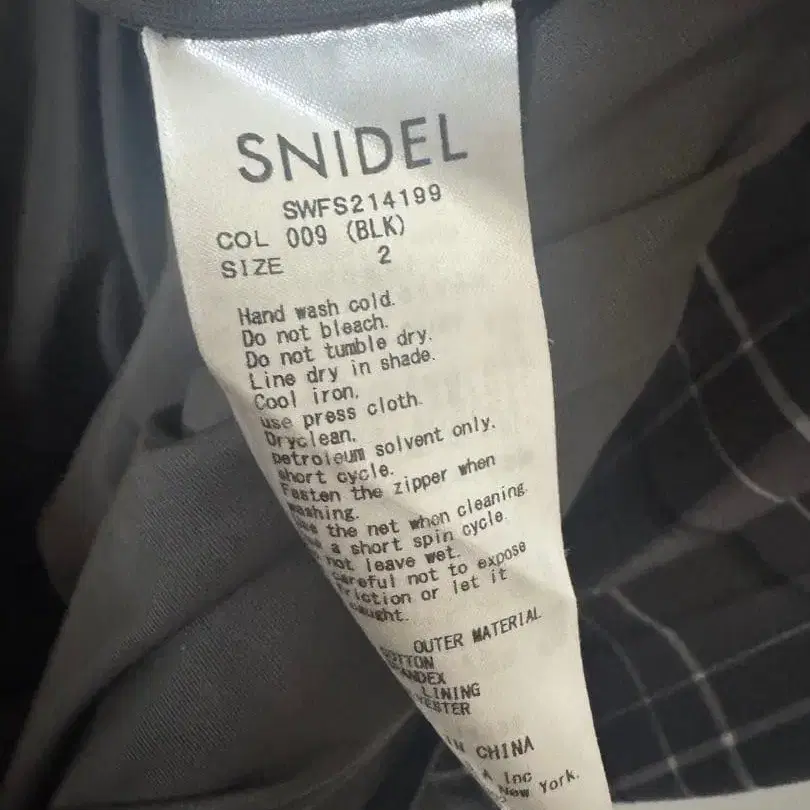 SNIDEL
SWFS214199
COL 009 (BLK)
SIZE 2
Hand wash cold.
Do not bleach.
Do not tumble dry.
Line dry in shade.
Cool iron.
use press cloth.
Dryclean.
petroleum solvent only.
short cycle.
Fasten the zipper when
washing.
the net when cleaning.
a short spin cycle.
not leave wet.
careful not to expose
friction or let it
caught.
OUTER MATERIAL
COTTON
LINING
IN CHINA
Inc
New York.